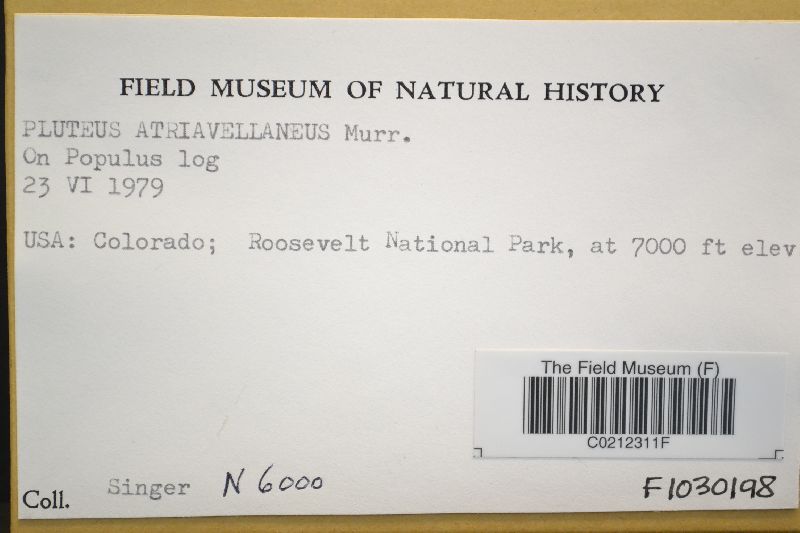 FIELD MUSEUM OF NATURAL HISTORY
PLUTEUS ATRIAVELLANEUS Murr.
On Populus log
23 VI 1979
USA: Colorado; Roosevelt National Park, at 7000 ft elev
The Field Museum (F)
C0212311F
Coll. Singer N 6000
F1030198